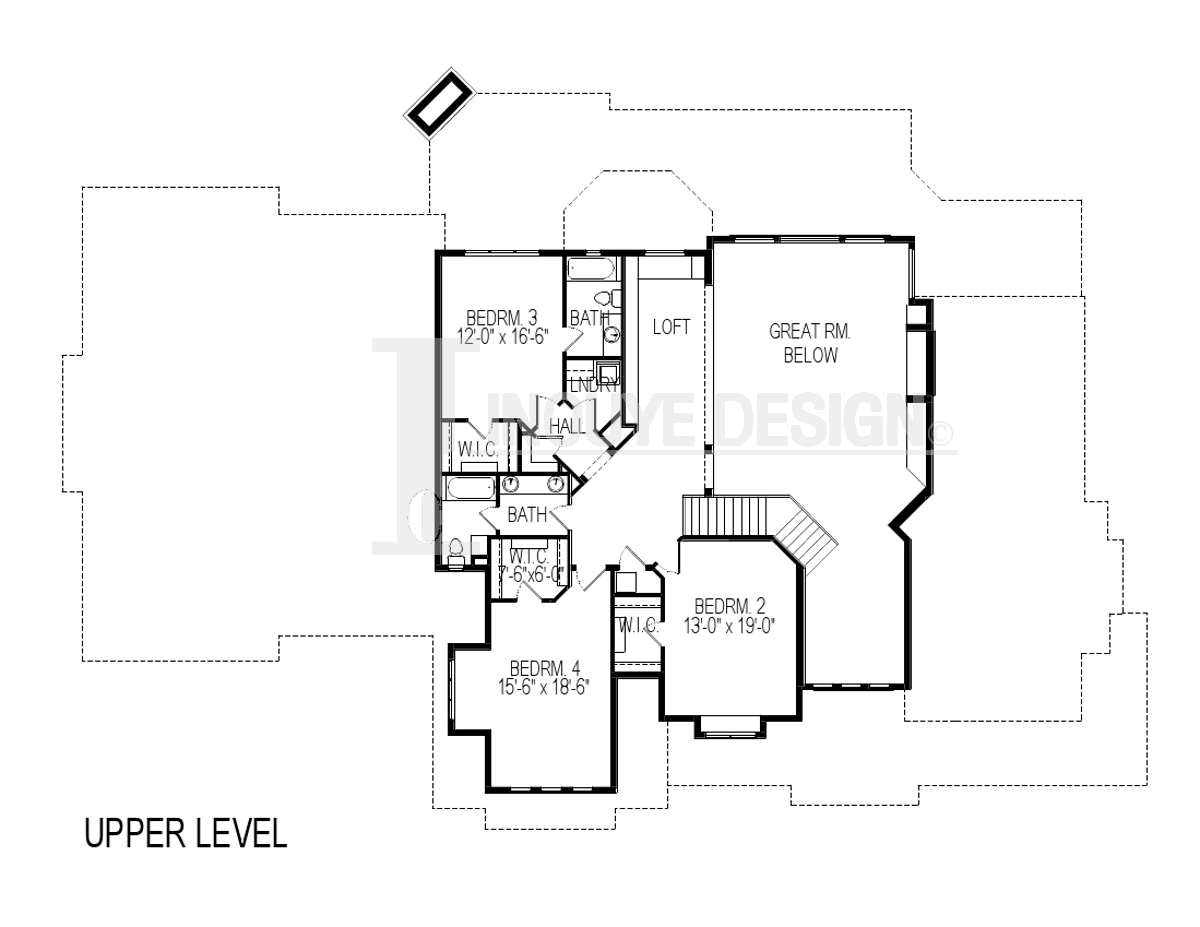 BEDRM. 3
12'-0" x 16'-6"
BATH
LOFT
GREAT RM.
BELOW
LNDRY
HALL
INOUYE DESIGN©
W.I.C.
BATH
W.I.C.
7'-6"x6'-0"
BEDRM. 2
13'-0" x 19'-0"
W.I.C.
BEDRM. 4
15'-6" x 18'-6"
UPPER LEVEL